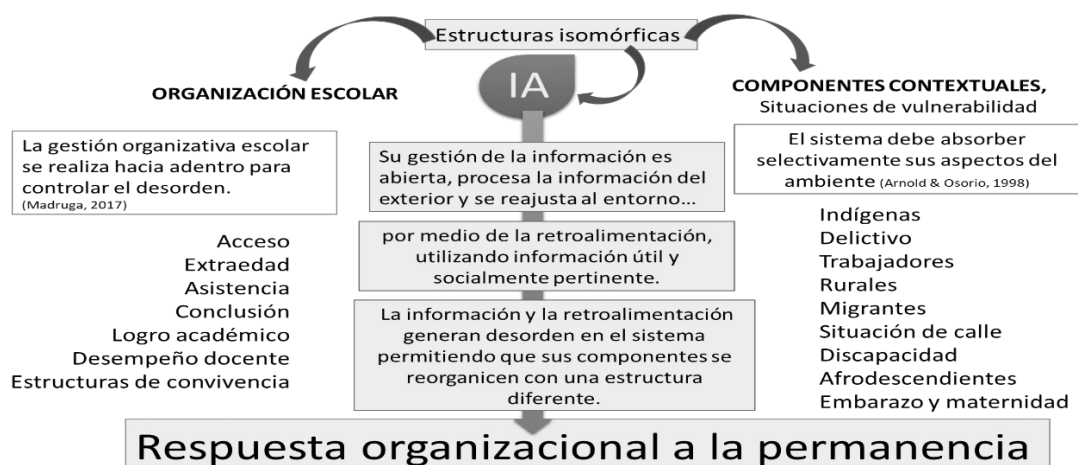 Estructuras isomórficas
IA
ORGANIZACIÓN ESCOLAR
La gestión organizativa escolar
se realiza hacia adentro para
controlar el desorden.
(Madruga, 2017)
Acceso
Extraedad
Asistencia
Conclusión
Logro académico
Desempeño docente
Estructuras de convivencia
Su gestión de la información es
abierta, procesa la información del
exterior y se reajusta al entorno...
por medio de la retroalimentación,
utilizando información útil y
socialmente pertinente.
La información y la retroalimentación
generan desorden en el sistema
permitiendo que sus componentes se
reorganicen con una estructura
diferente.
COMPONENTES CONTEXTUALES,
Situaciones de vulnerabilidad
El sistema debe absorber
selectivamente sus aspectos del
ambiente (Arnold & Osorio, 1998)
Indígenas
Delictivo
Trabajadores
Rurales
Migrantes
Situación de calle
Discapacidad
Afrodescendientes
Embarazo y maternidad
Respuesta organizacional a la permanencia